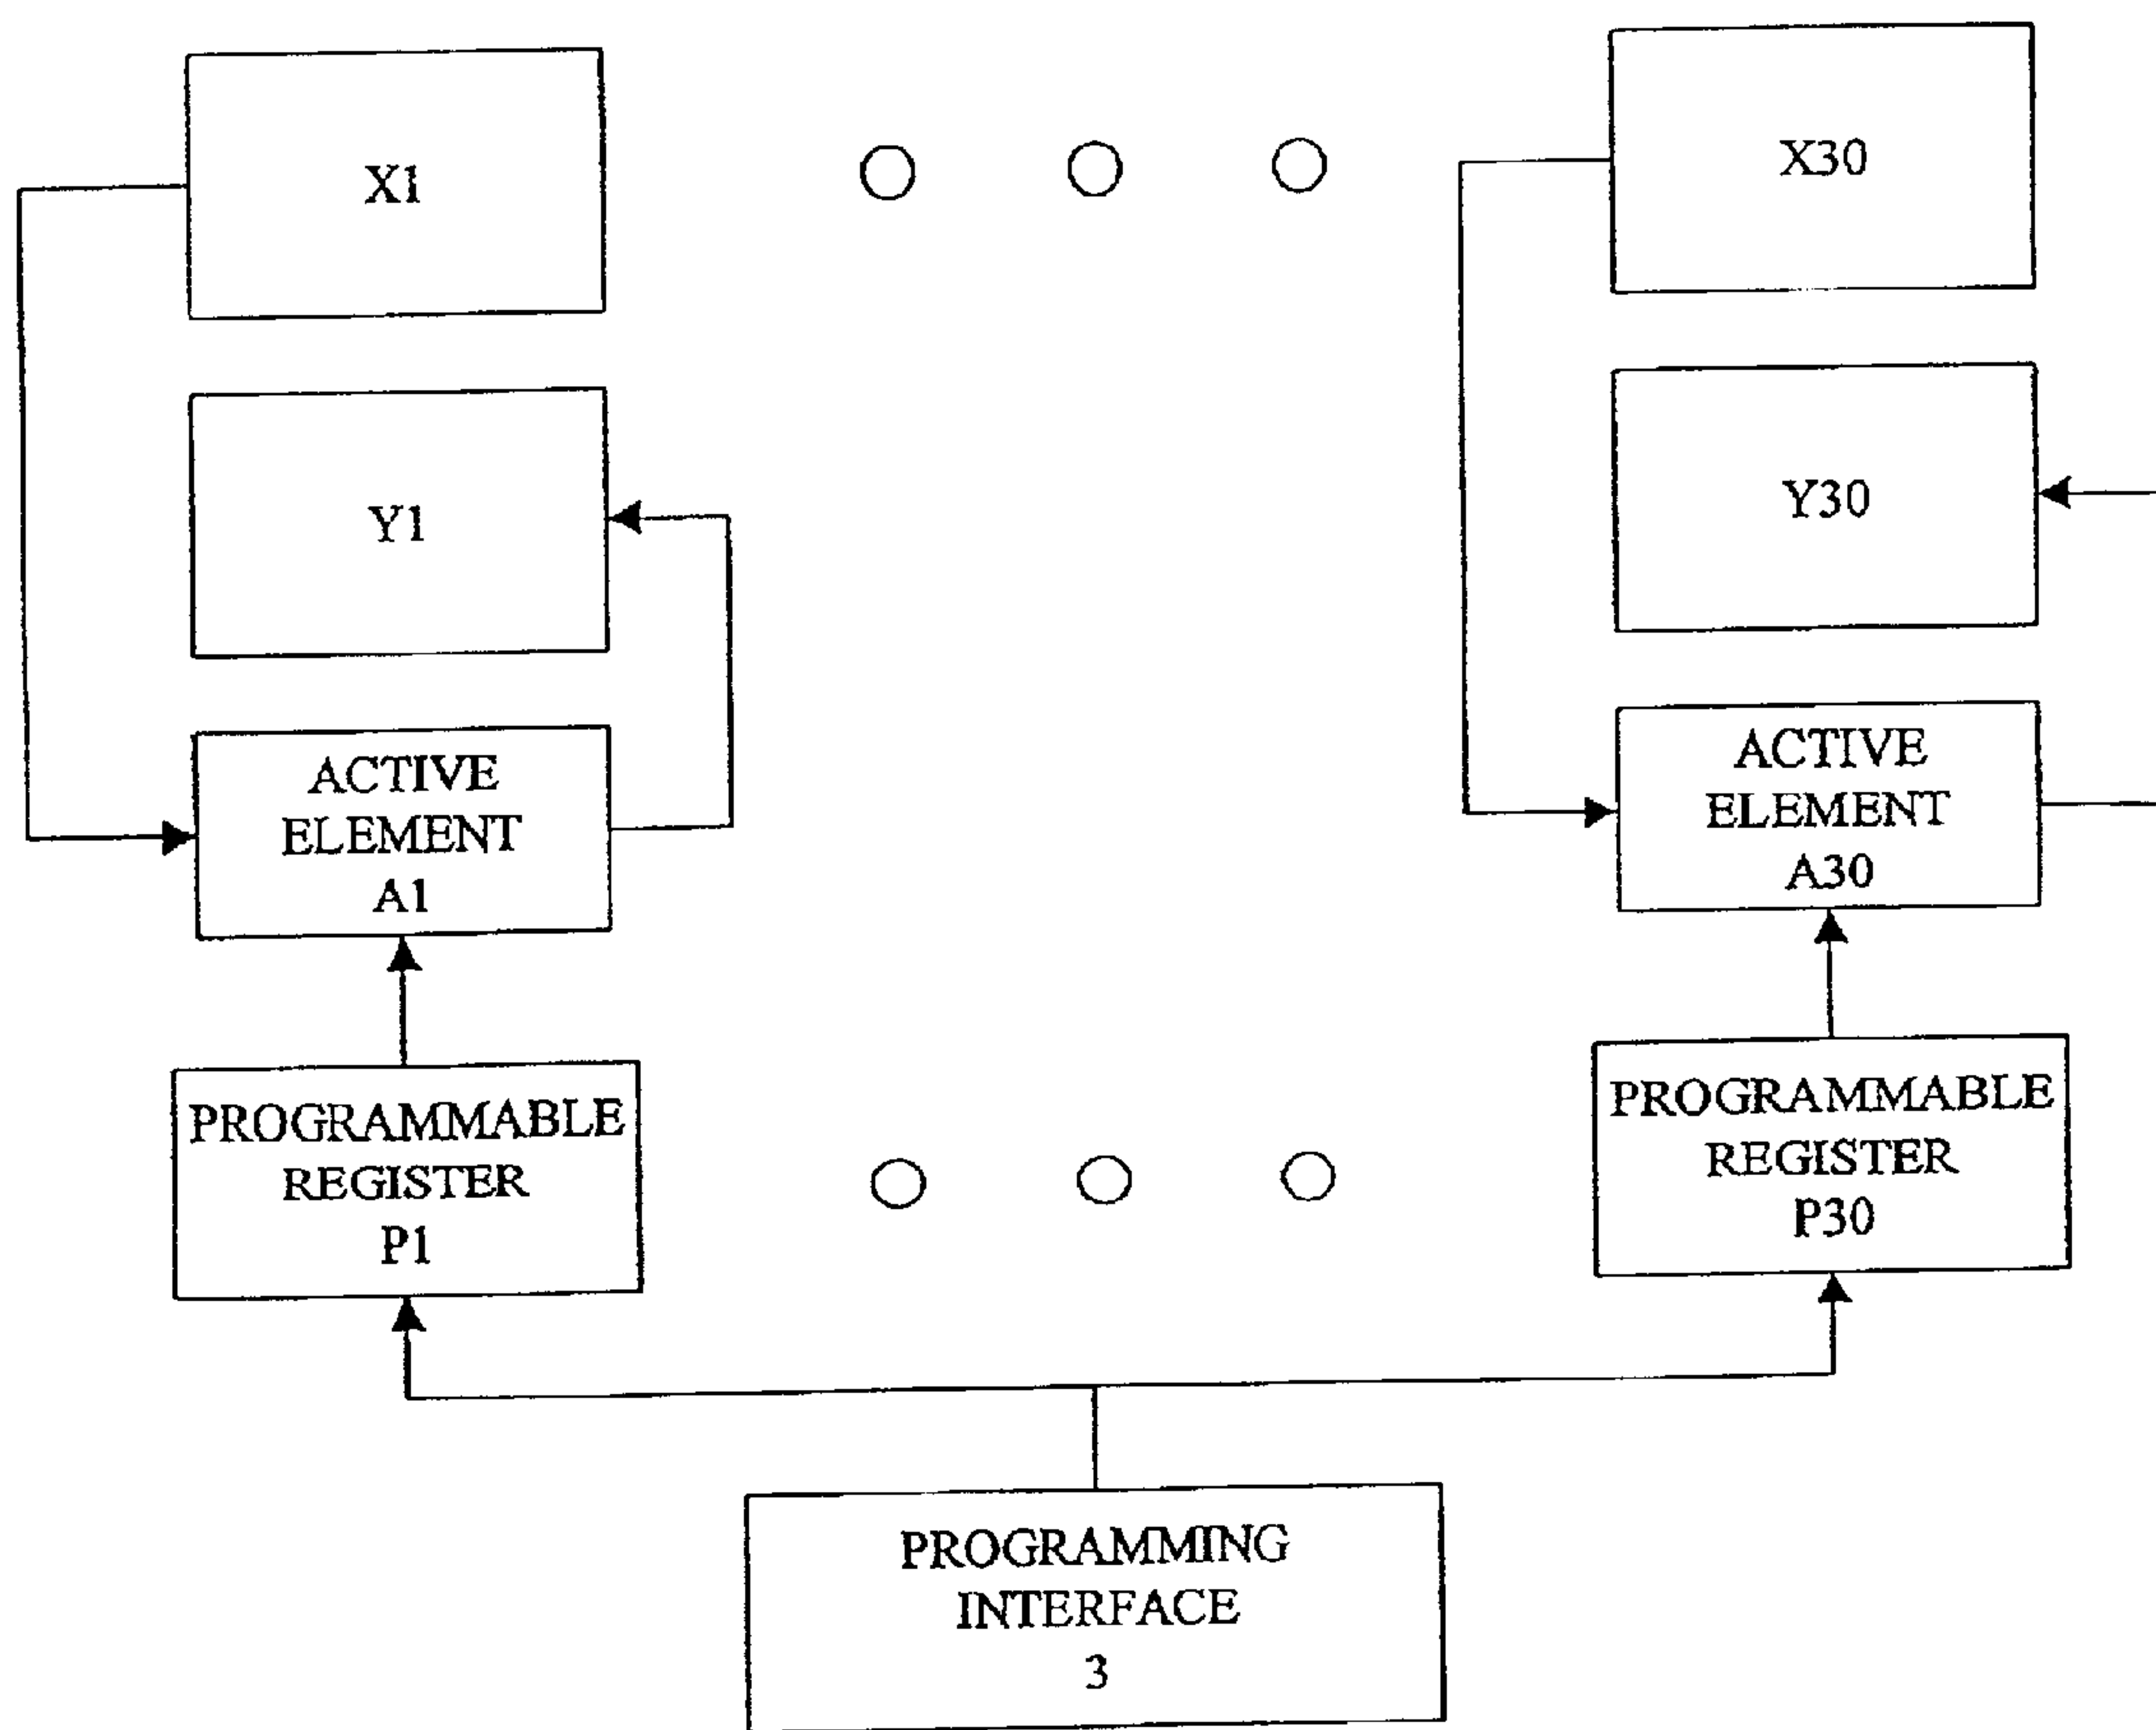 X1
X30
Y1
Y30
ACTIVE
ELEMENT
A1
ACTIVE
ELEMENT
A30
PROGRAMMABLE
REGISTER
P1
PROGRAMMABLE
REGISTER
P30
PROGRAMMING
INTERFACE
3